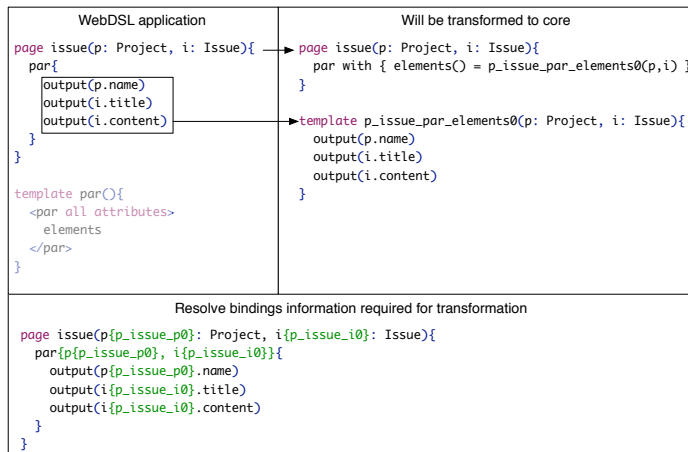 WebDSL application
page issue(p: Project, i: Issue){
par{
output(p.name)
output(i.title)
output(i.content)
}
}
template par(){
<par all attributes>
elements
</par>
}
Will be transformed to core
page issue(p: Project, i: Issue){
par with { elements() = p_issue_par_elements0(p,i) }
}
template p_issue_par_elements0(p: Project, i: Issue){
output(p.name)
output(i.title)
output(i.content)
}
Resolve bindings information required for transformation
page issue(p{p_issue_p0}: Project, i{p_issue_i0}: Issue){
par{p{p_issue_p0}, i{p_issue_i0}}{
output(p{p_issue_p0}.name)
output(i{p_issue_i0}.title)
output(i{p_issue_i0}.content)
}
}